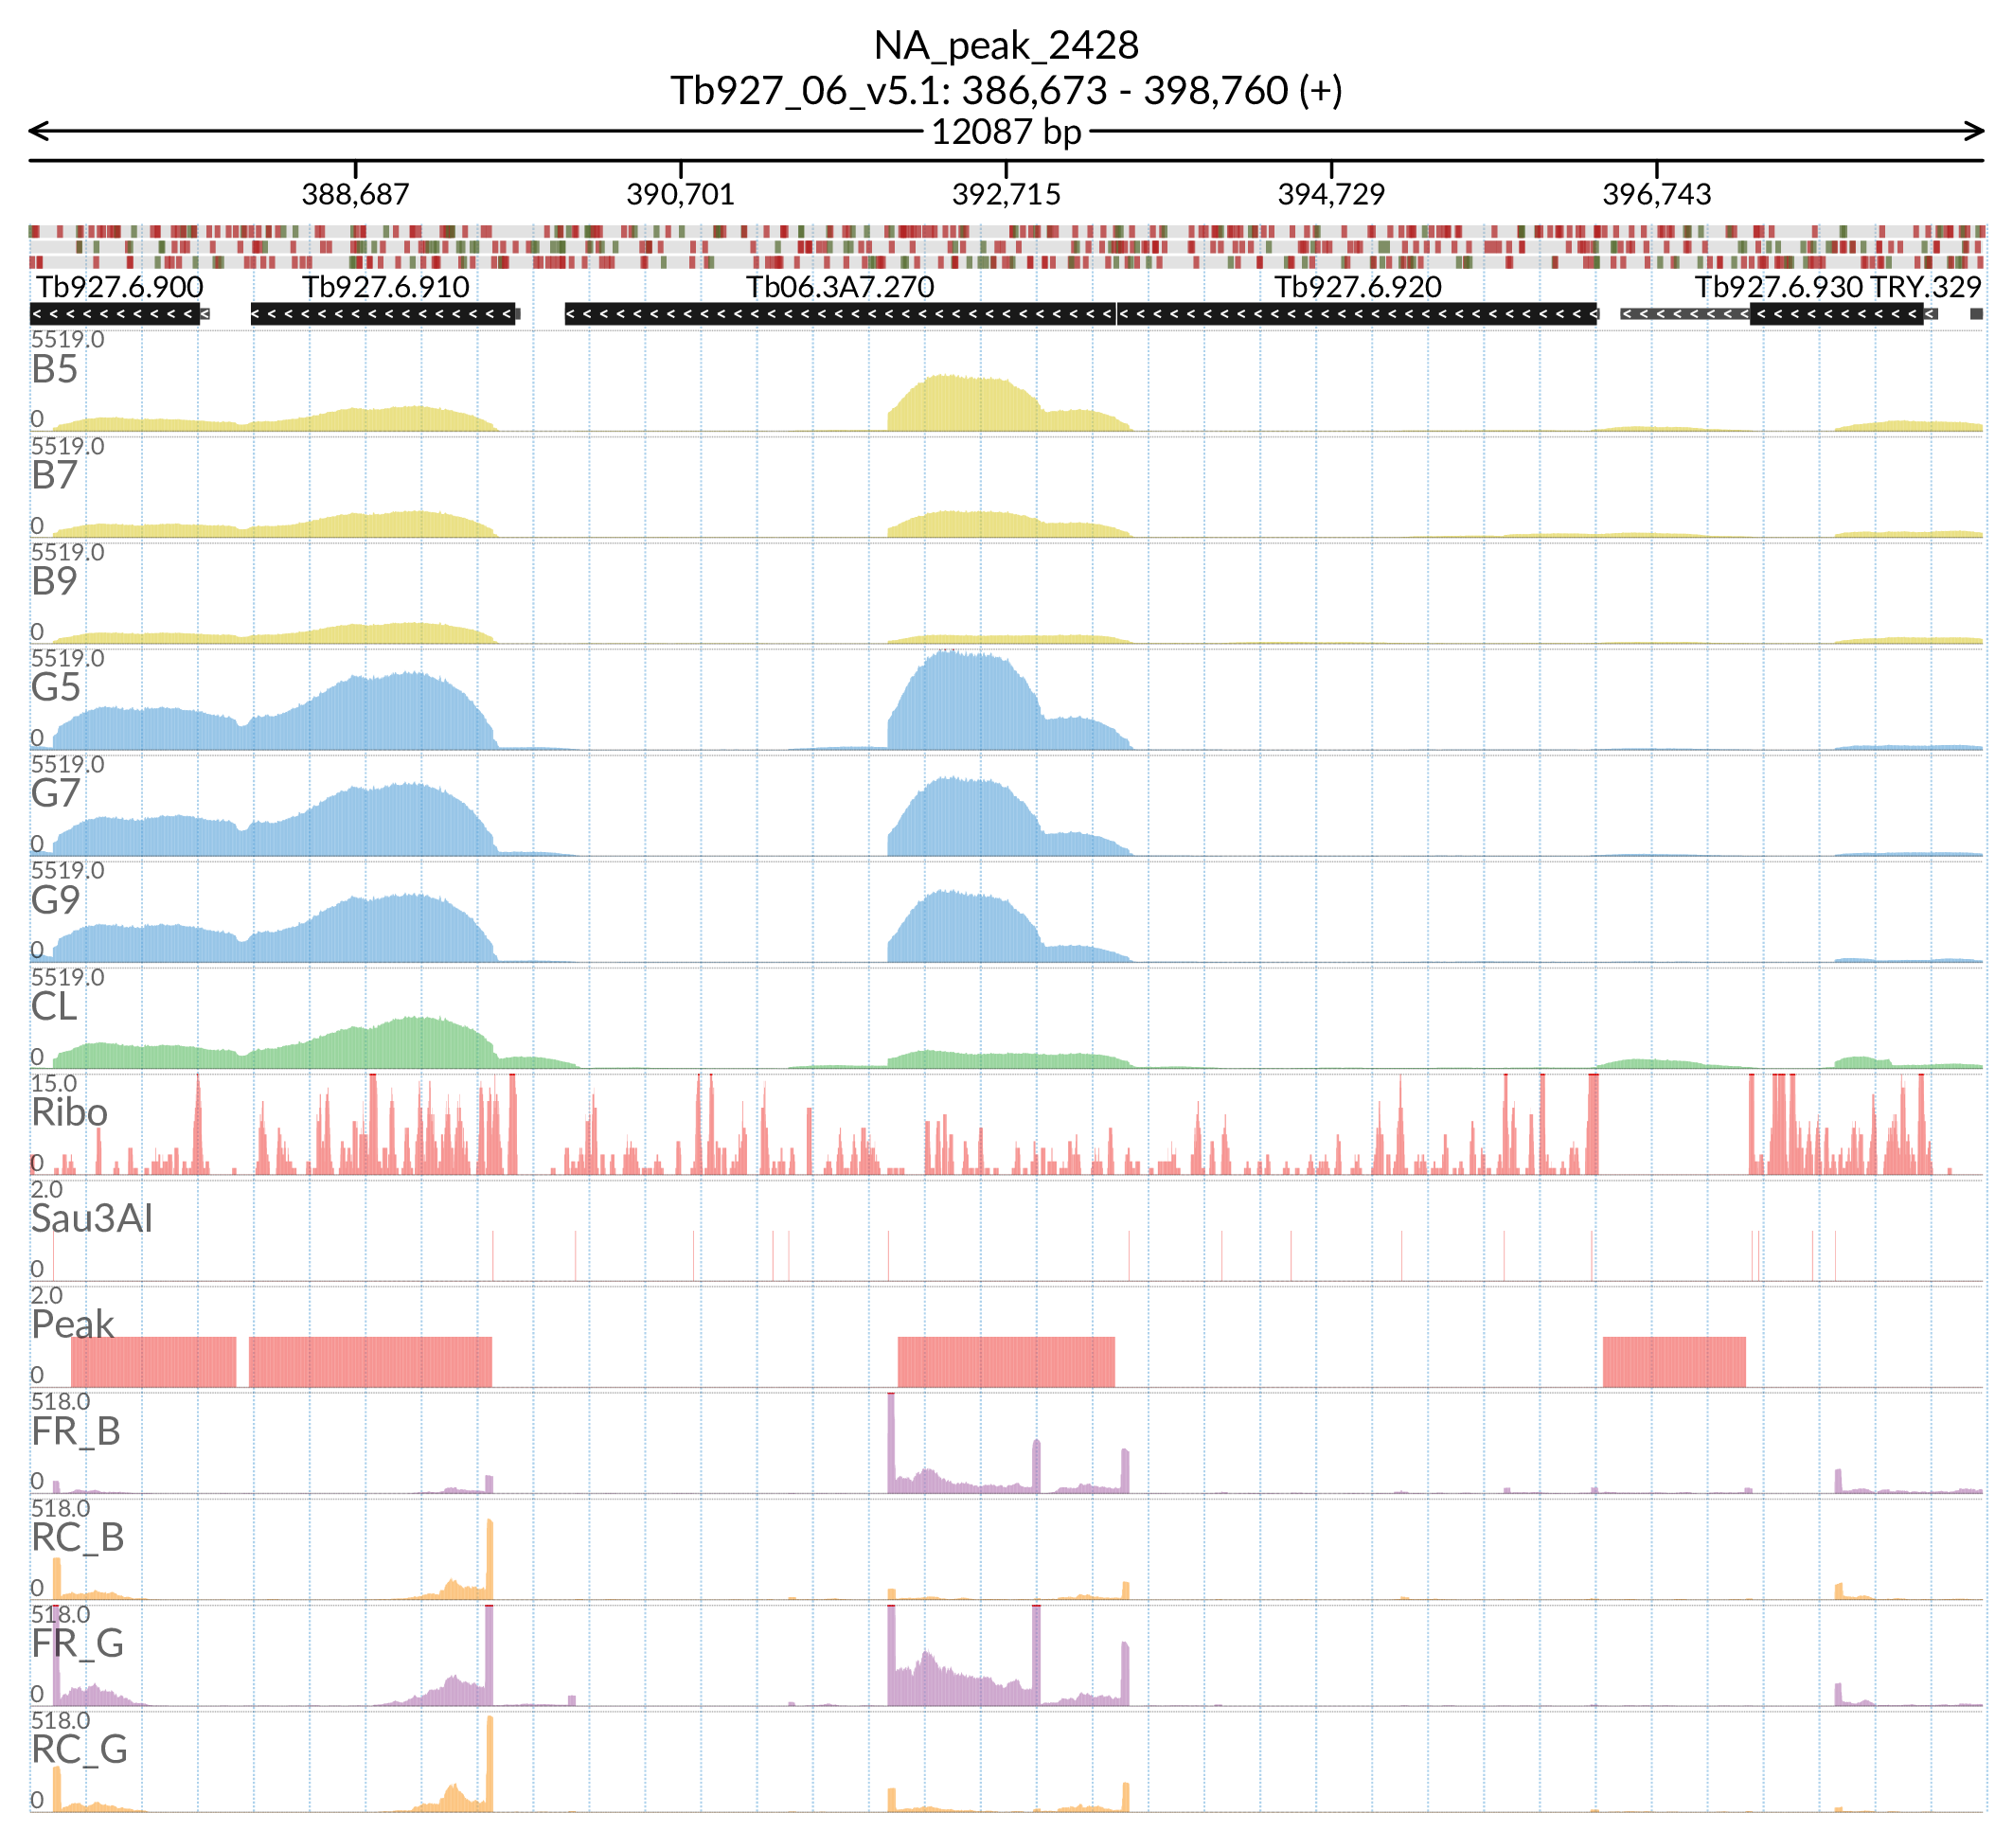 NA_peak_2428
Tb927_06_v5.1: 386,673 - 398,760 (+)
12087 bp
388,687 390,701 392,715 394,729 396,743
Tb927.6.900 Tb927.6.910 Tb06.3A7.270 Tb927.6.920 Tb927.6.930 TRY.329
5519.0
B5
0
5519.0
B7
0
5519.0
B9
0
5519.0
G5
0
5519.0
G7
0
5519.0
G9
0
5519.0
CL
0
15.0
Ribo
0
2.0
Sau3AI
0
2.0
Peak
0
518.0
FR_B
0
518.0
RC_B
0
518.0
FR_G
0
518.0
RC_G
0